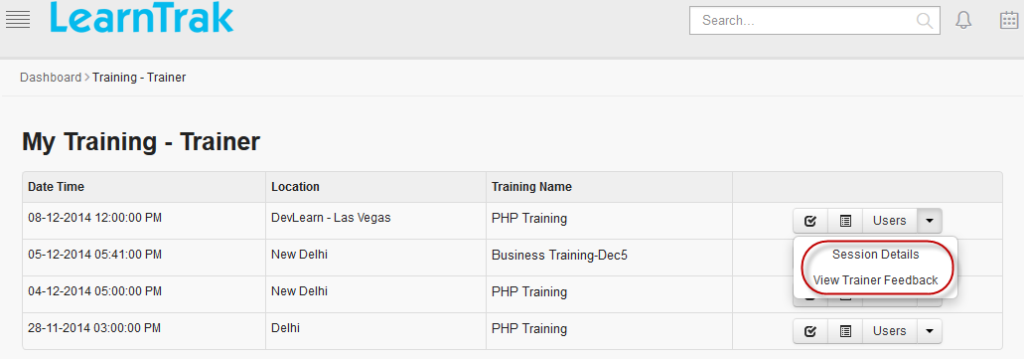 LearnTrak
Search...
Dashboard > Training - Trainer
My Training - Trainer
Date Time Location Training Name
08-12-2014 12:00:00 PM DevLearn - Las Vegas PHP Training Users
05-12-2014 05:41:00 PM New Delhi Business Training-Dec5
Session Details
View Trainer Feedback
04-12-2014 05:00:00 PM New Delhi PHP Training
28-11-2014 03:00:00 PM Delhi PHP Training Users